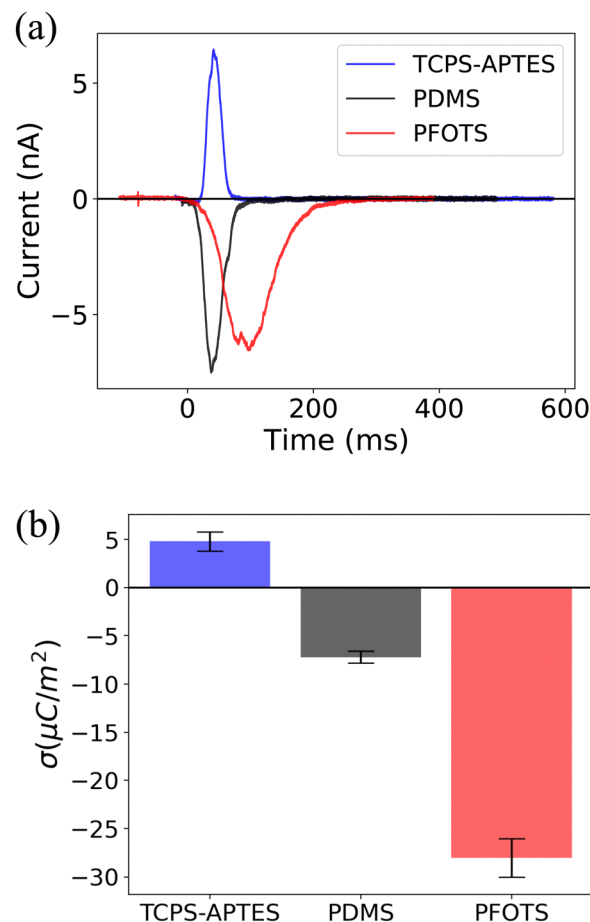 (a)
TCPS-APTES
PDMS
PFOTS
Current (nA)
5
0
−5
0
200
400
600
Time (ms)
(b)
σ(μC/m²)
5
0
−5
−10
−15
−20
−25
−30
TCPS-APTES
PDMS
PFOTS